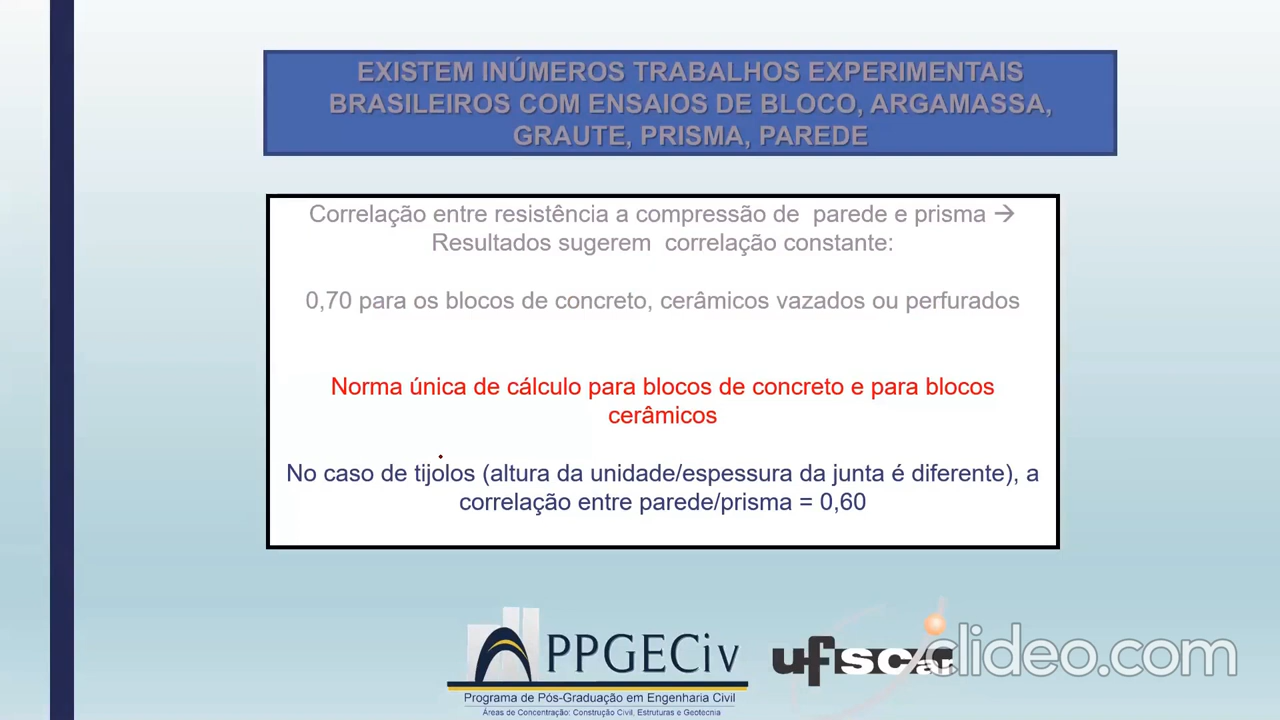 EXISTEM INÚMEROS TRABALHOS EXPERIMENTAIS
BRASILEIROS COM ENSAIOS DE BLOCO, ARGAMASSA,
GRAUTE, PRISMA, PAREDE
Correlação entre resistência a compressão de parede e prisma →
Resultados sugerem correlação constante:
0,70 para os blocos de concreto, cerâmicos vazados ou perfurados
Norma única de cálculo para blocos de concreto e para blocos
cerâmicos
No caso de tijolos (altura da unidade/espessura da junta é diferente), a
correlação entre parede/prisma = 0,60
PPGECiv
Programa de Pós-Graduação em Engenharia Civil
Áreas de Concentração: Construção Civil, Estruturas e Geotecnia
ufscar
clideo.com